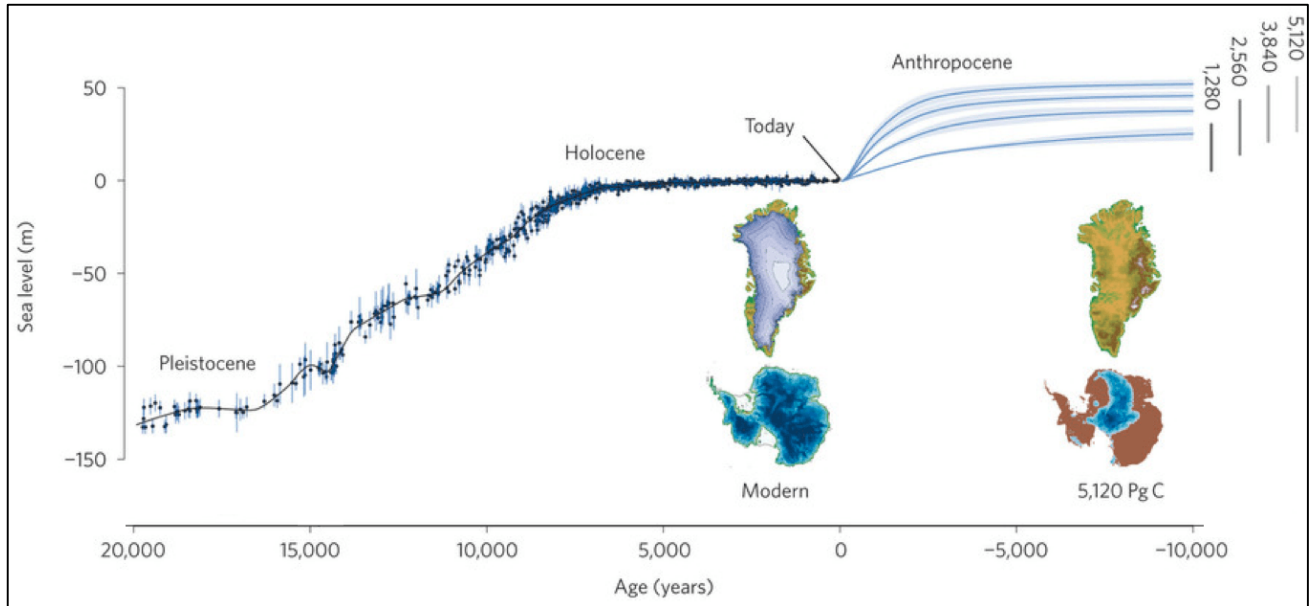 5,120
3,840
2,560
1,280
Anthropocene
50
Today
Holocene
0
Sea level (m)
−50
Pleistocene
−100
−150
Modern
5,120 Pg C
20,000
15,000
10,000
5,000
0
−5,000
−10,000
Age (years)